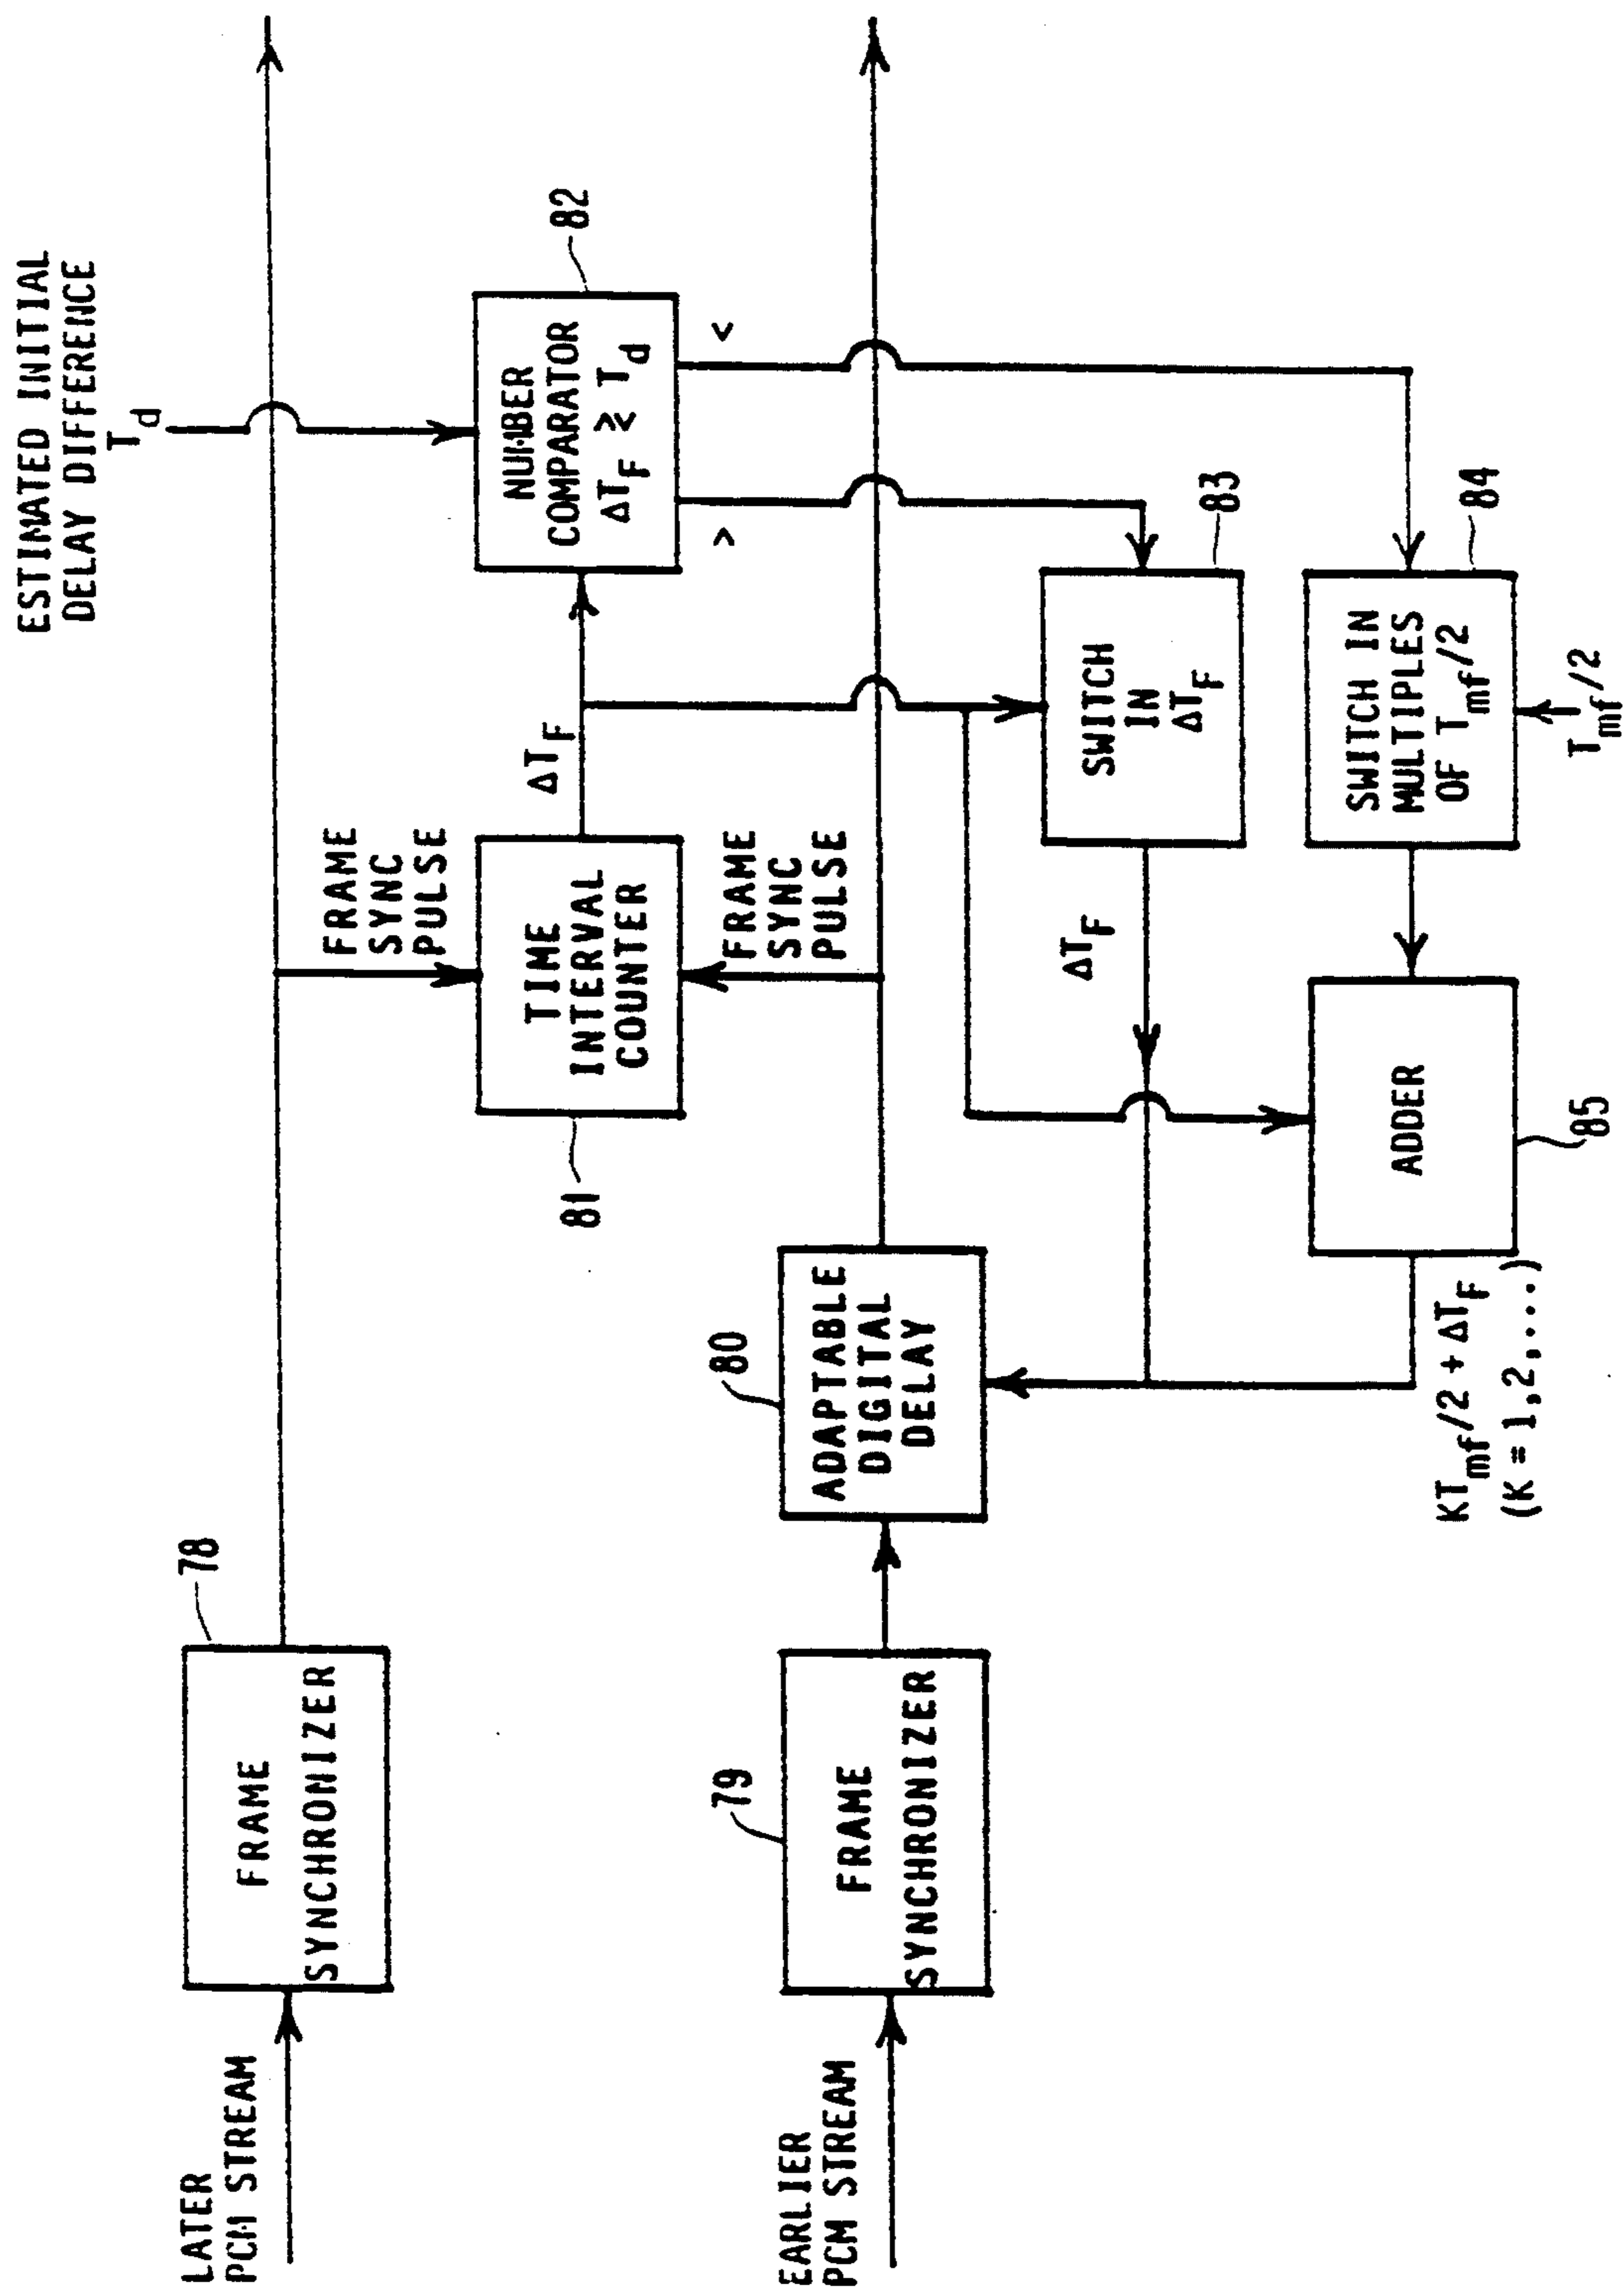 ESTIMATED INITIAL
DELAY DIFFERENCE
T_d
LATER
PCM STREAM
78
FRAME
SYNCHRONIZER
FRAME
SYNC
PULSE
81
TIME
INTERVAL
COUNTER
ΔT_F
82
NUMBER
COMPARATOR
ΔT_F ≷ T_d
>
<
FRAME
SYNC
PULSE
EARLIER
PCM STREAM
79
FRAME
SYNCHRONIZER
80
ADAPTABLE
DIGITAL
DELAY
ΔT_F
83
SWITCH
IN
ΔT_F
84
SWITCH IN
MULTIPLES
OF T_mf/2
T_mf/2
85
ADDER
KT_mf/2 + ΔT_F
(K = 1,2,....)